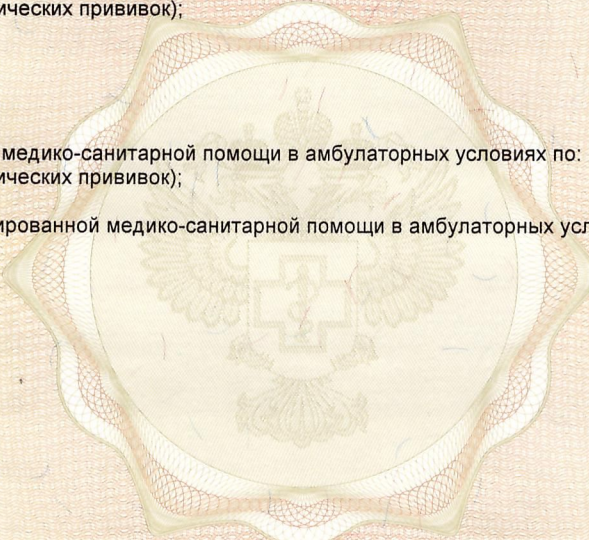 ических прививок);
медико-санитарной помощи в амбулаторных условиях по:
ических прививок);
ированной медико-санитарной помощи в амбулаторных усл